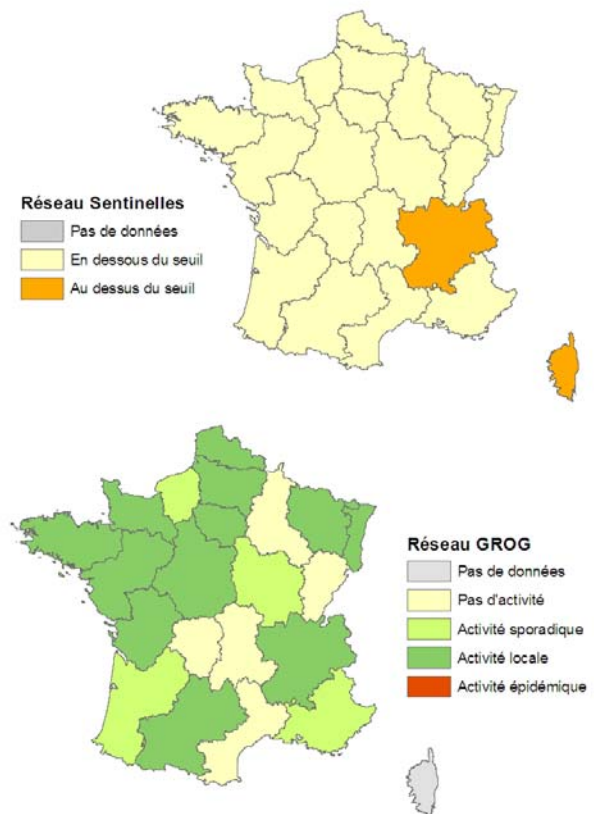 Réseau Sentinelles
Pas de données
En dessous du seuil
Au dessus du seuil
Réseau GROG
Pas de données
Pas d'activité
Activité sporadique
Activité locale
Activité épidémique